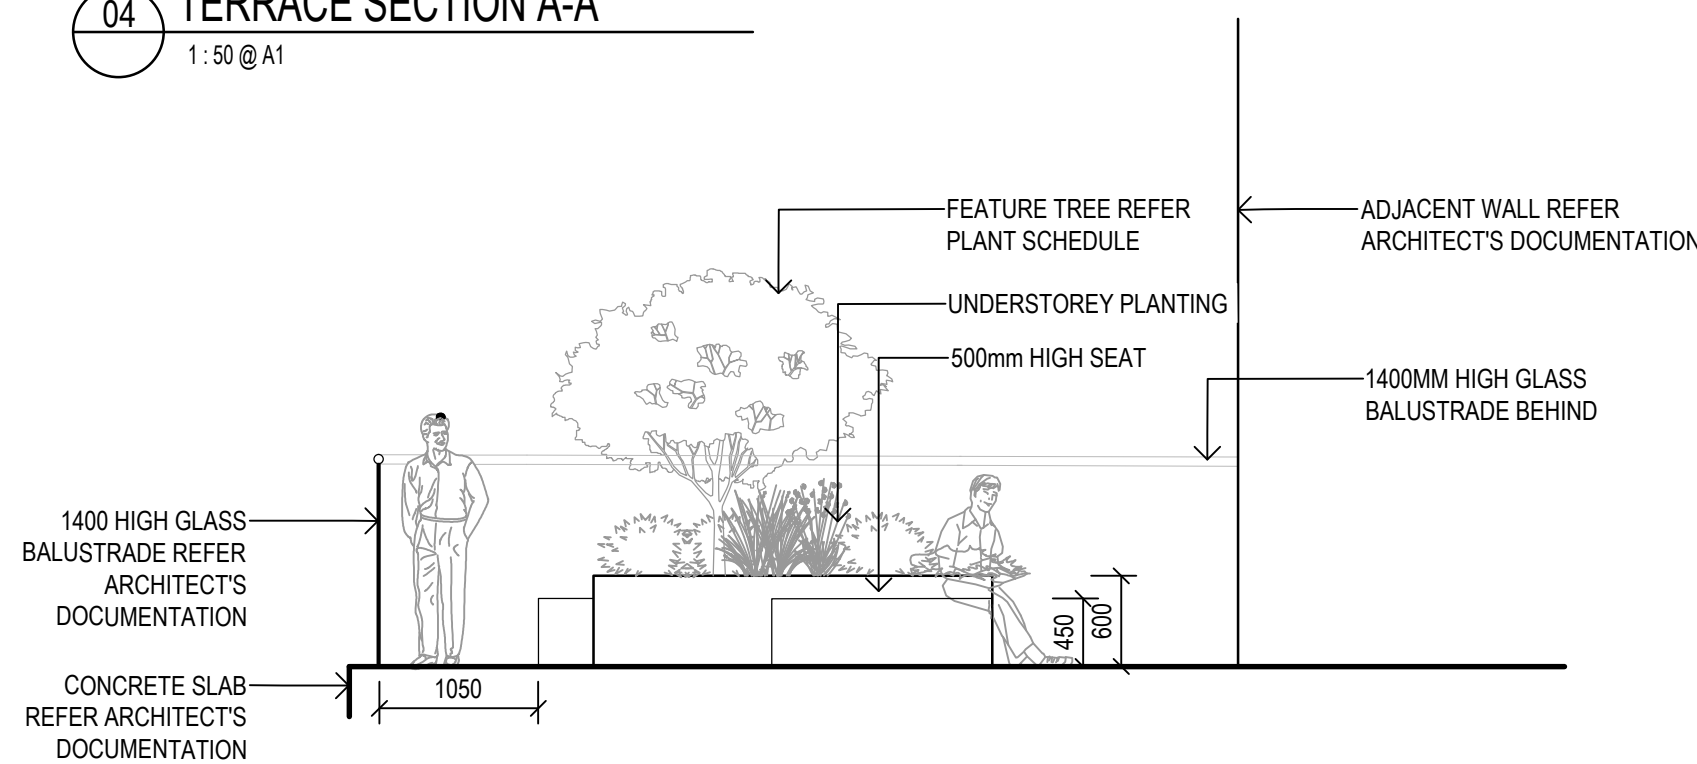 04
TERRACE SECTION A-A
1 : 50 @ A1
FEATURE TREE REFER
PLANT SCHEDULE
ADJACENT WALL REFER
ARCHITECT'S DOCUMENTATION
UNDERSTOREY PLANTING
500mm HIGH SEAT
1400MM HIGH GLASS
BALUSTRADE BEHIND
1400 HIGH GLASS
BALUSTRADE REFER
ARCHITECT'S
DOCUMENTATION
450
600
CONCRETE SLAB
REFER ARCHITECT'S
DOCUMENTATION
1050